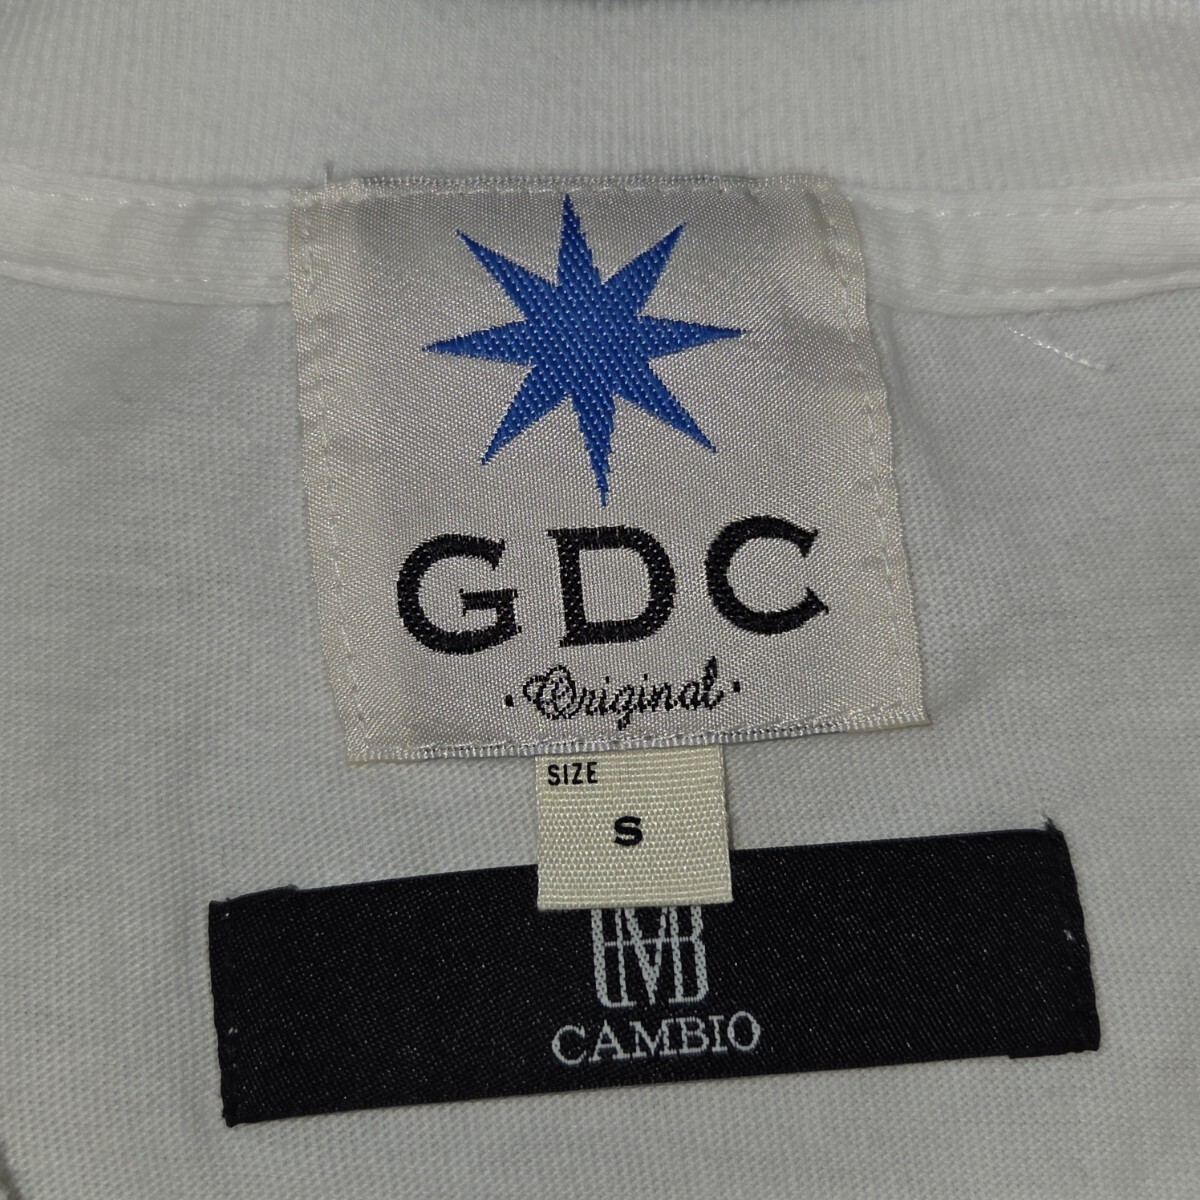 GDC
· Original ·
SIZE
S
CAMBIO